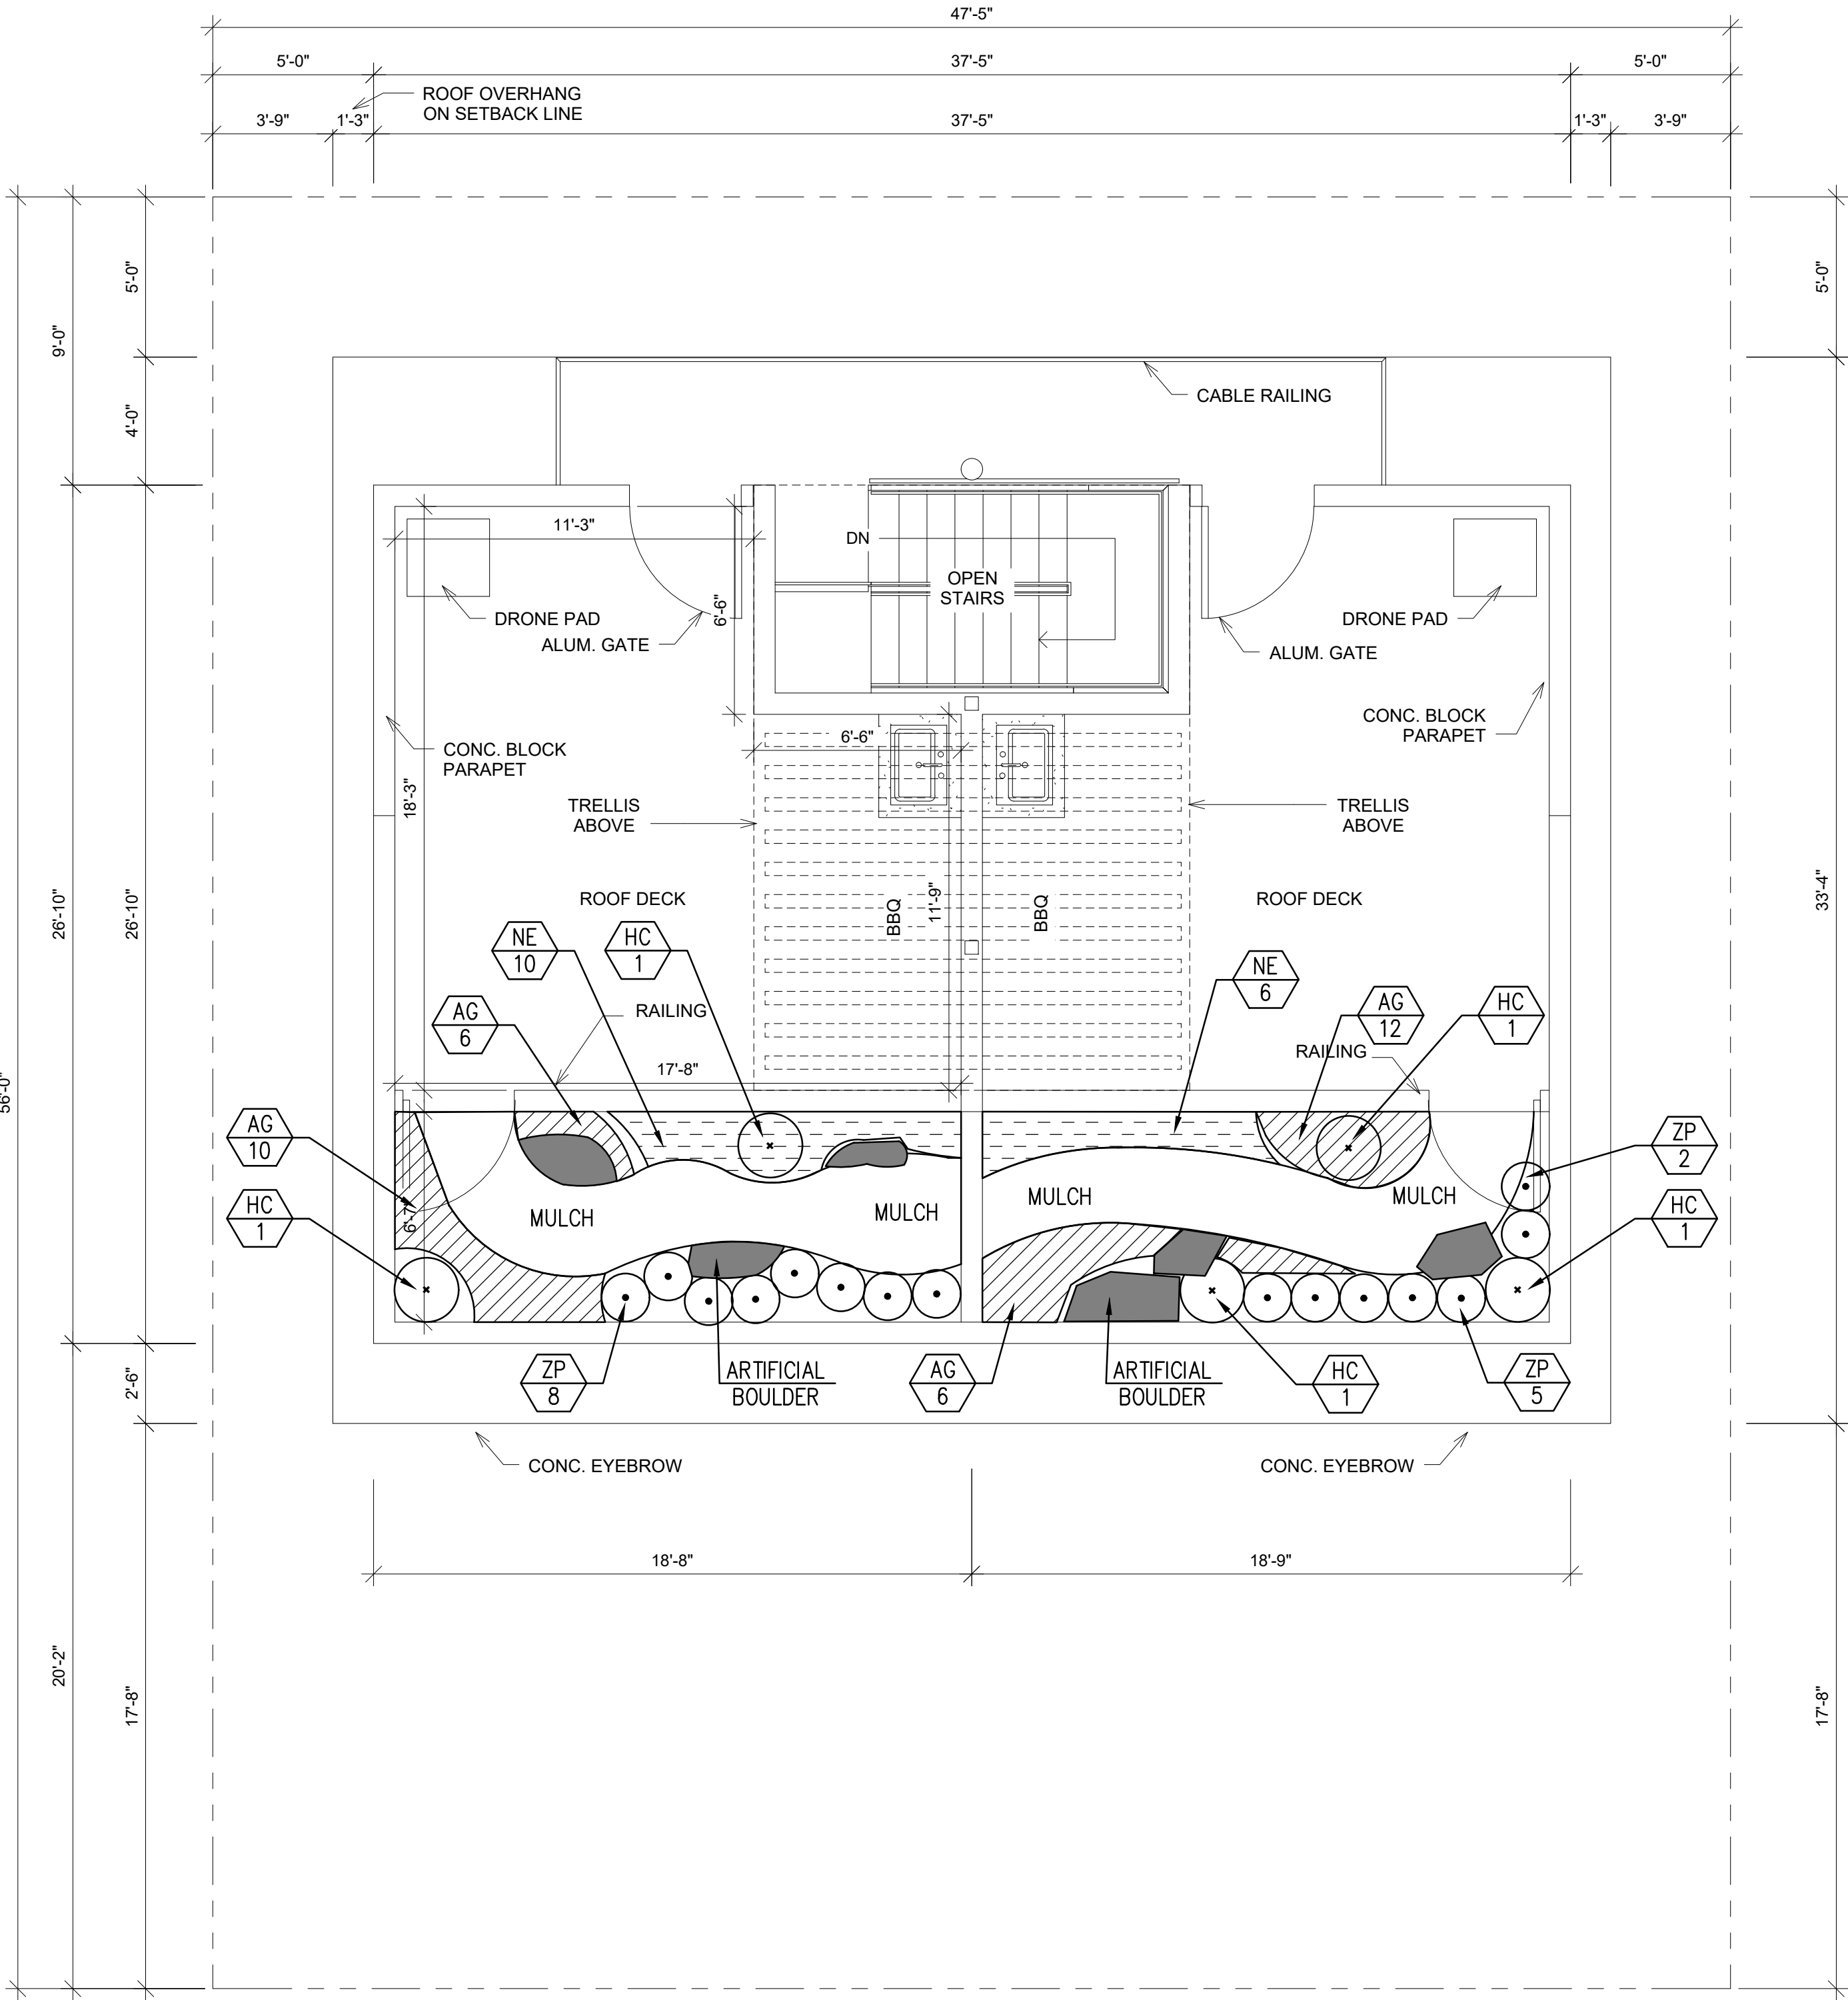 47'-5"
5'-0"
37'-5"
5'-0"
ROOF OVERHANG
ON SETBACK LINE
3'-9"
1'-3"
37'-5"
1'-3"
3'-9"
5'-0"
5'-0"
9'-0"
4'-0"
CABLE RAILING
11'-3"
DN
OPEN
STAIRS
DRONE PAD
ALUM. GATE
6'-6"
DRONE PAD
ALUM. GATE
CONC. BLOCK
PARAPET
CONC. BLOCK
PARAPET
6'-6"
18'-3"
TRELLIS
ABOVE
TRELLIS
ABOVE
26'-10"
26'-10"
33'-4"
ROOF DECK
BBQ
11'-9"
BBQ
ROOF DECK
NE
10
HC
1
NE
6
AG
6
RAILING
AG
12
HC
1
RAILING
17'-8"
56'-0"
AG
10
ZP
2
HC
1
6'-7"
MULCH
MULCH
MULCH
MULCH
HC
1
ZP
8
ARTIFICIAL
BOULDER
AG
6
ARTIFICIAL
BOULDER
HC
1
ZP
5
2'-6"
CONC. EYEBROW
CONC. EYEBROW
18'-8"
18'-9"
20'-2"
17'-8"
17'-8"